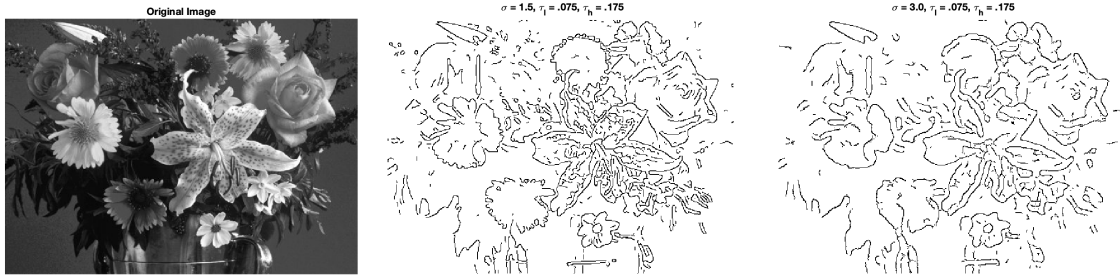 Original Image
σ = 1.5, τl = .075, τh = .175
σ = 3.0, τl = .075, τh = .175